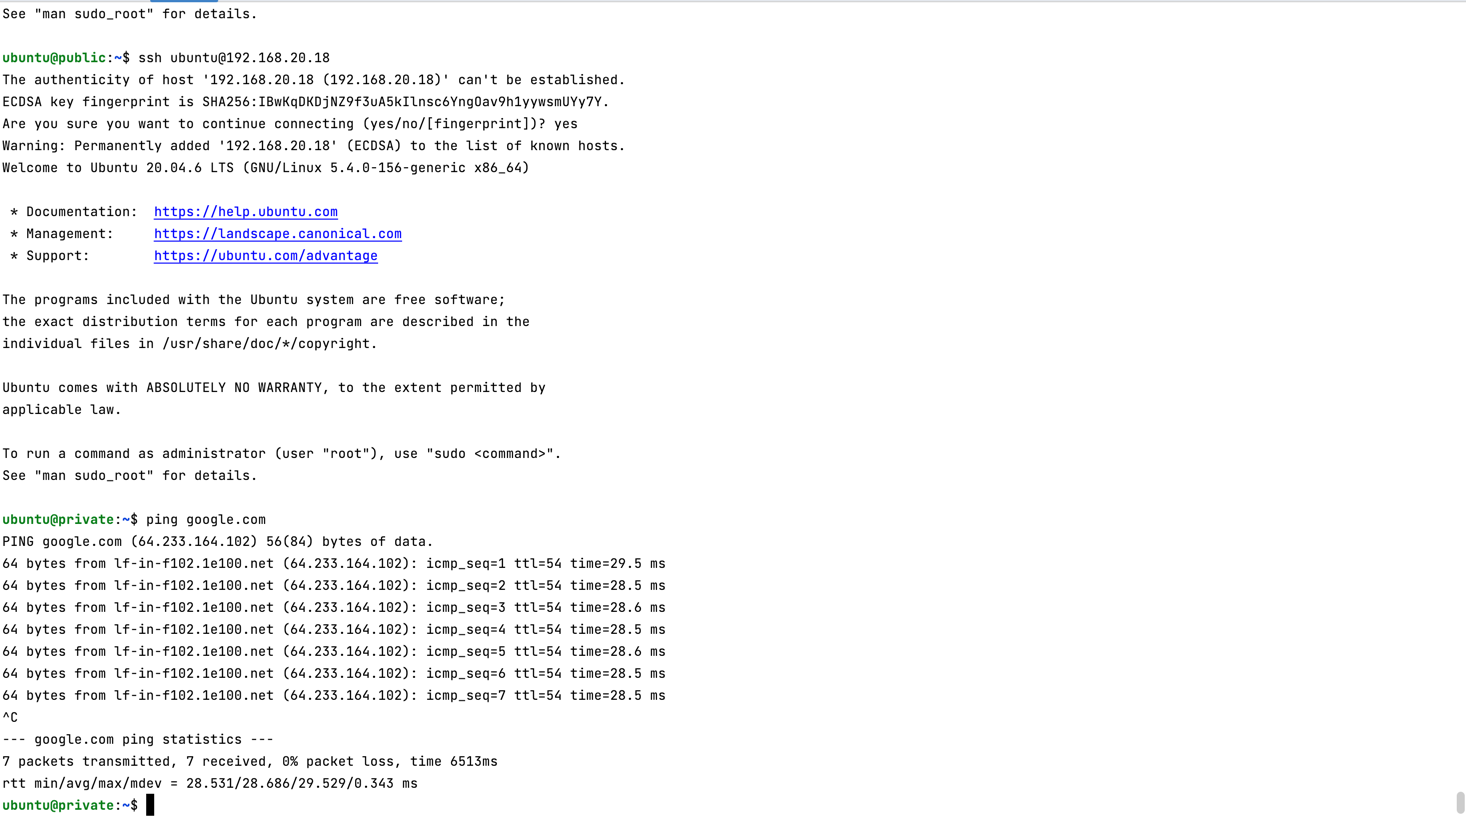 See "man sudo_root" for details.
ubuntu@public:~$ ssh ubuntu@192.168.20.18
The authenticity of host '192.168.20.18 (192.168.20.18)' can't be established.
ECDSA key fingerprint is SHA256:IBwKqDKDjNZ9f3uA5kIlnsc6YngOav9h1yywsmUYy7Y.
Are you sure you want to continue connecting (yes/no/[fingerprint])? yes
Warning: Permanently added '192.168.20.18' (ECDSA) to the list of known hosts.
Welcome to Ubuntu 20.04.6 LTS (GNU/Linux 5.4.0-156-generic x86_64)
* Documentation:  https://help.ubuntu.com
* Management:     https://landscape.canonical.com
* Support:        https://ubuntu.com/advantage
The programs included with the Ubuntu system are free software;
the exact distribution terms for each program are described in the
individual files in /usr/share/doc/*/copyright.
Ubuntu comes with ABSOLUTELY NO WARRANTY, to the extent permitted by
applicable law.
To run a command as administrator (user "root"), use "sudo <command>".
See "man sudo_root" for details.
ubuntu@private:~$ ping google.com
PING google.com (64.233.164.102) 56(84) bytes of data.
64 bytes from lf-in-f102.1e100.net (64.233.164.102): icmp_seq=1 ttl=54 time=29.5 ms
64 bytes from lf-in-f102.1e100.net (64.233.164.102): icmp_seq=2 ttl=54 time=28.5 ms
64 bytes from lf-in-f102.1e100.net (64.233.164.102): icmp_seq=3 ttl=54 time=28.6 ms
64 bytes from lf-in-f102.1e100.net (64.233.164.102): icmp_seq=4 ttl=54 time=28.5 ms
64 bytes from lf-in-f102.1e100.net (64.233.164.102): icmp_seq=5 ttl=54 time=28.6 ms
64 bytes from lf-in-f102.1e100.net (64.233.164.102): icmp_seq=6 ttl=54 time=28.5 ms
64 bytes from lf-in-f102.1e100.net (64.233.164.102): icmp_seq=7 ttl=54 time=28.5 ms
^C
--- google.com ping statistics ---
7 packets transmitted, 7 received, 0% packet loss, time 6513ms
rtt min/avg/max/mdev = 28.531/28.686/29.529/0.343 ms
ubuntu@private:~$